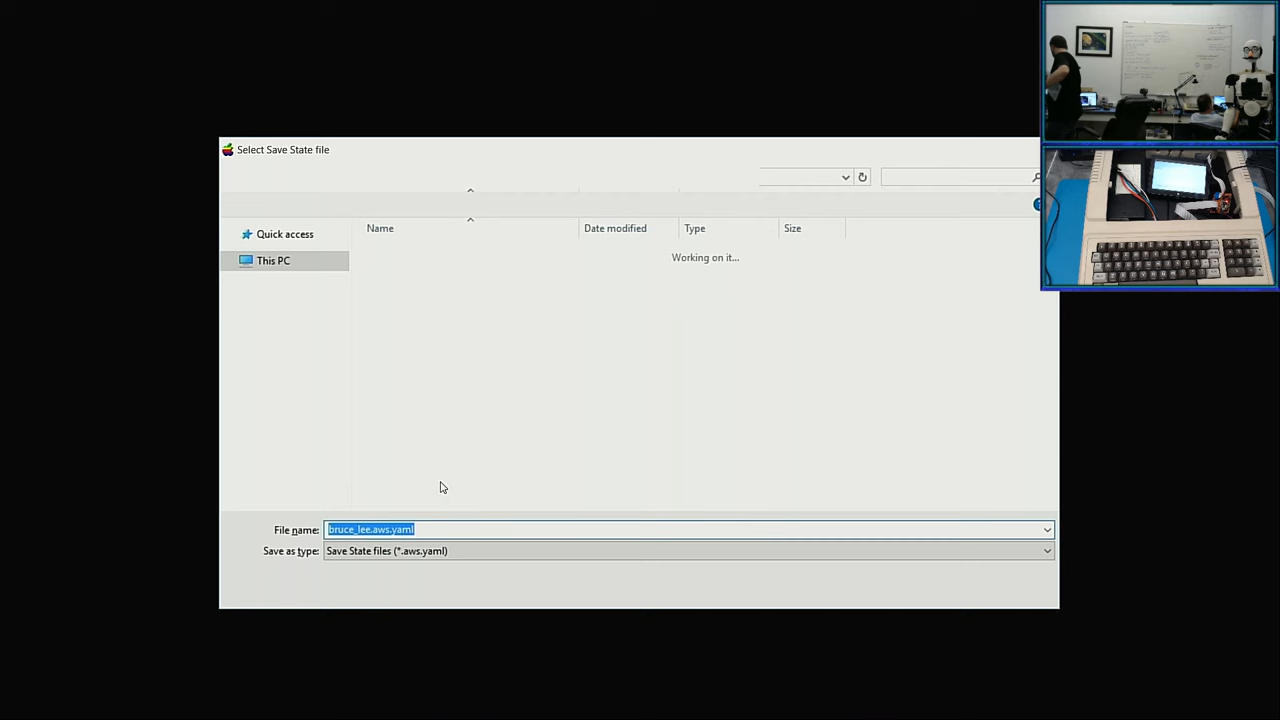 Select Save State file
Quick access
This PC
Name
Date modified
Type
Size
Working on it...
File name:
bruce_lee.aws.yaml
Save as type:
Save State files (*.aws.yaml)